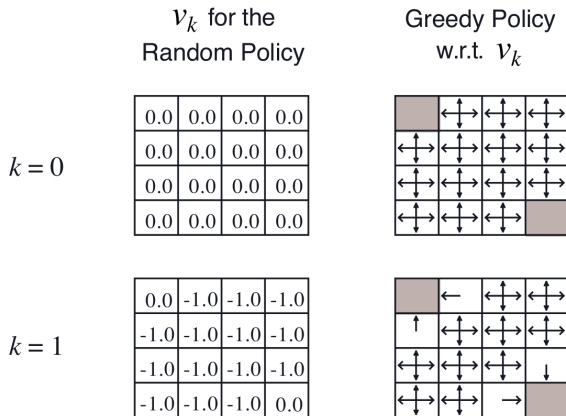 v_k for the
Random Policy
Greedy Policy
w.r.t. v_k
k = 0
0.0 0.0 0.0 0.0
0.0 0.0 0.0 0.0
0.0 0.0 0.0 0.0
0.0 0.0 0.0 0.0
k = 1
0.0 -1.0 -1.0 -1.0
-1.0 -1.0 -1.0 -1.0
-1.0 -1.0 -1.0 -1.0
-1.0 -1.0 -1.0 0.0